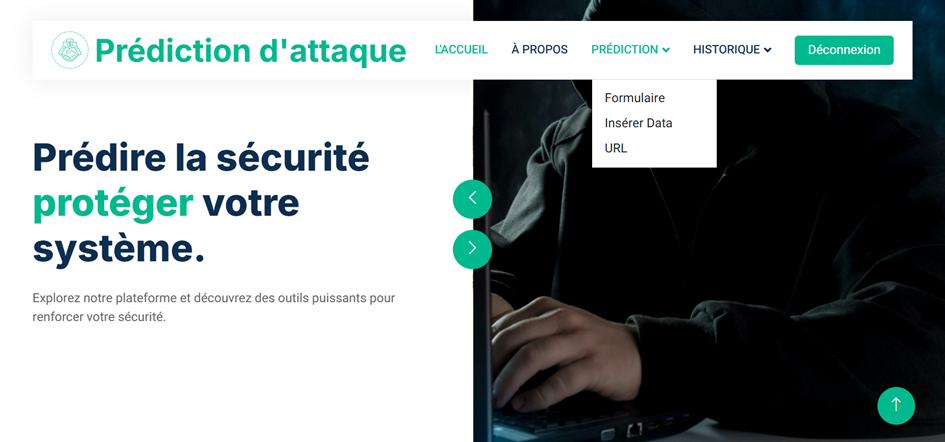 Prédiction d'attaque
L'ACCUEIL
À PROPOS
PRÉDICTION
HISTORIQUE
Déconnexion
Formulaire
Insérer Data
URL
Prédire la sécurité
protéger votre
système.
Explorez notre plateforme et découvrez des outils puissants pour
renforcer votre sécurité.